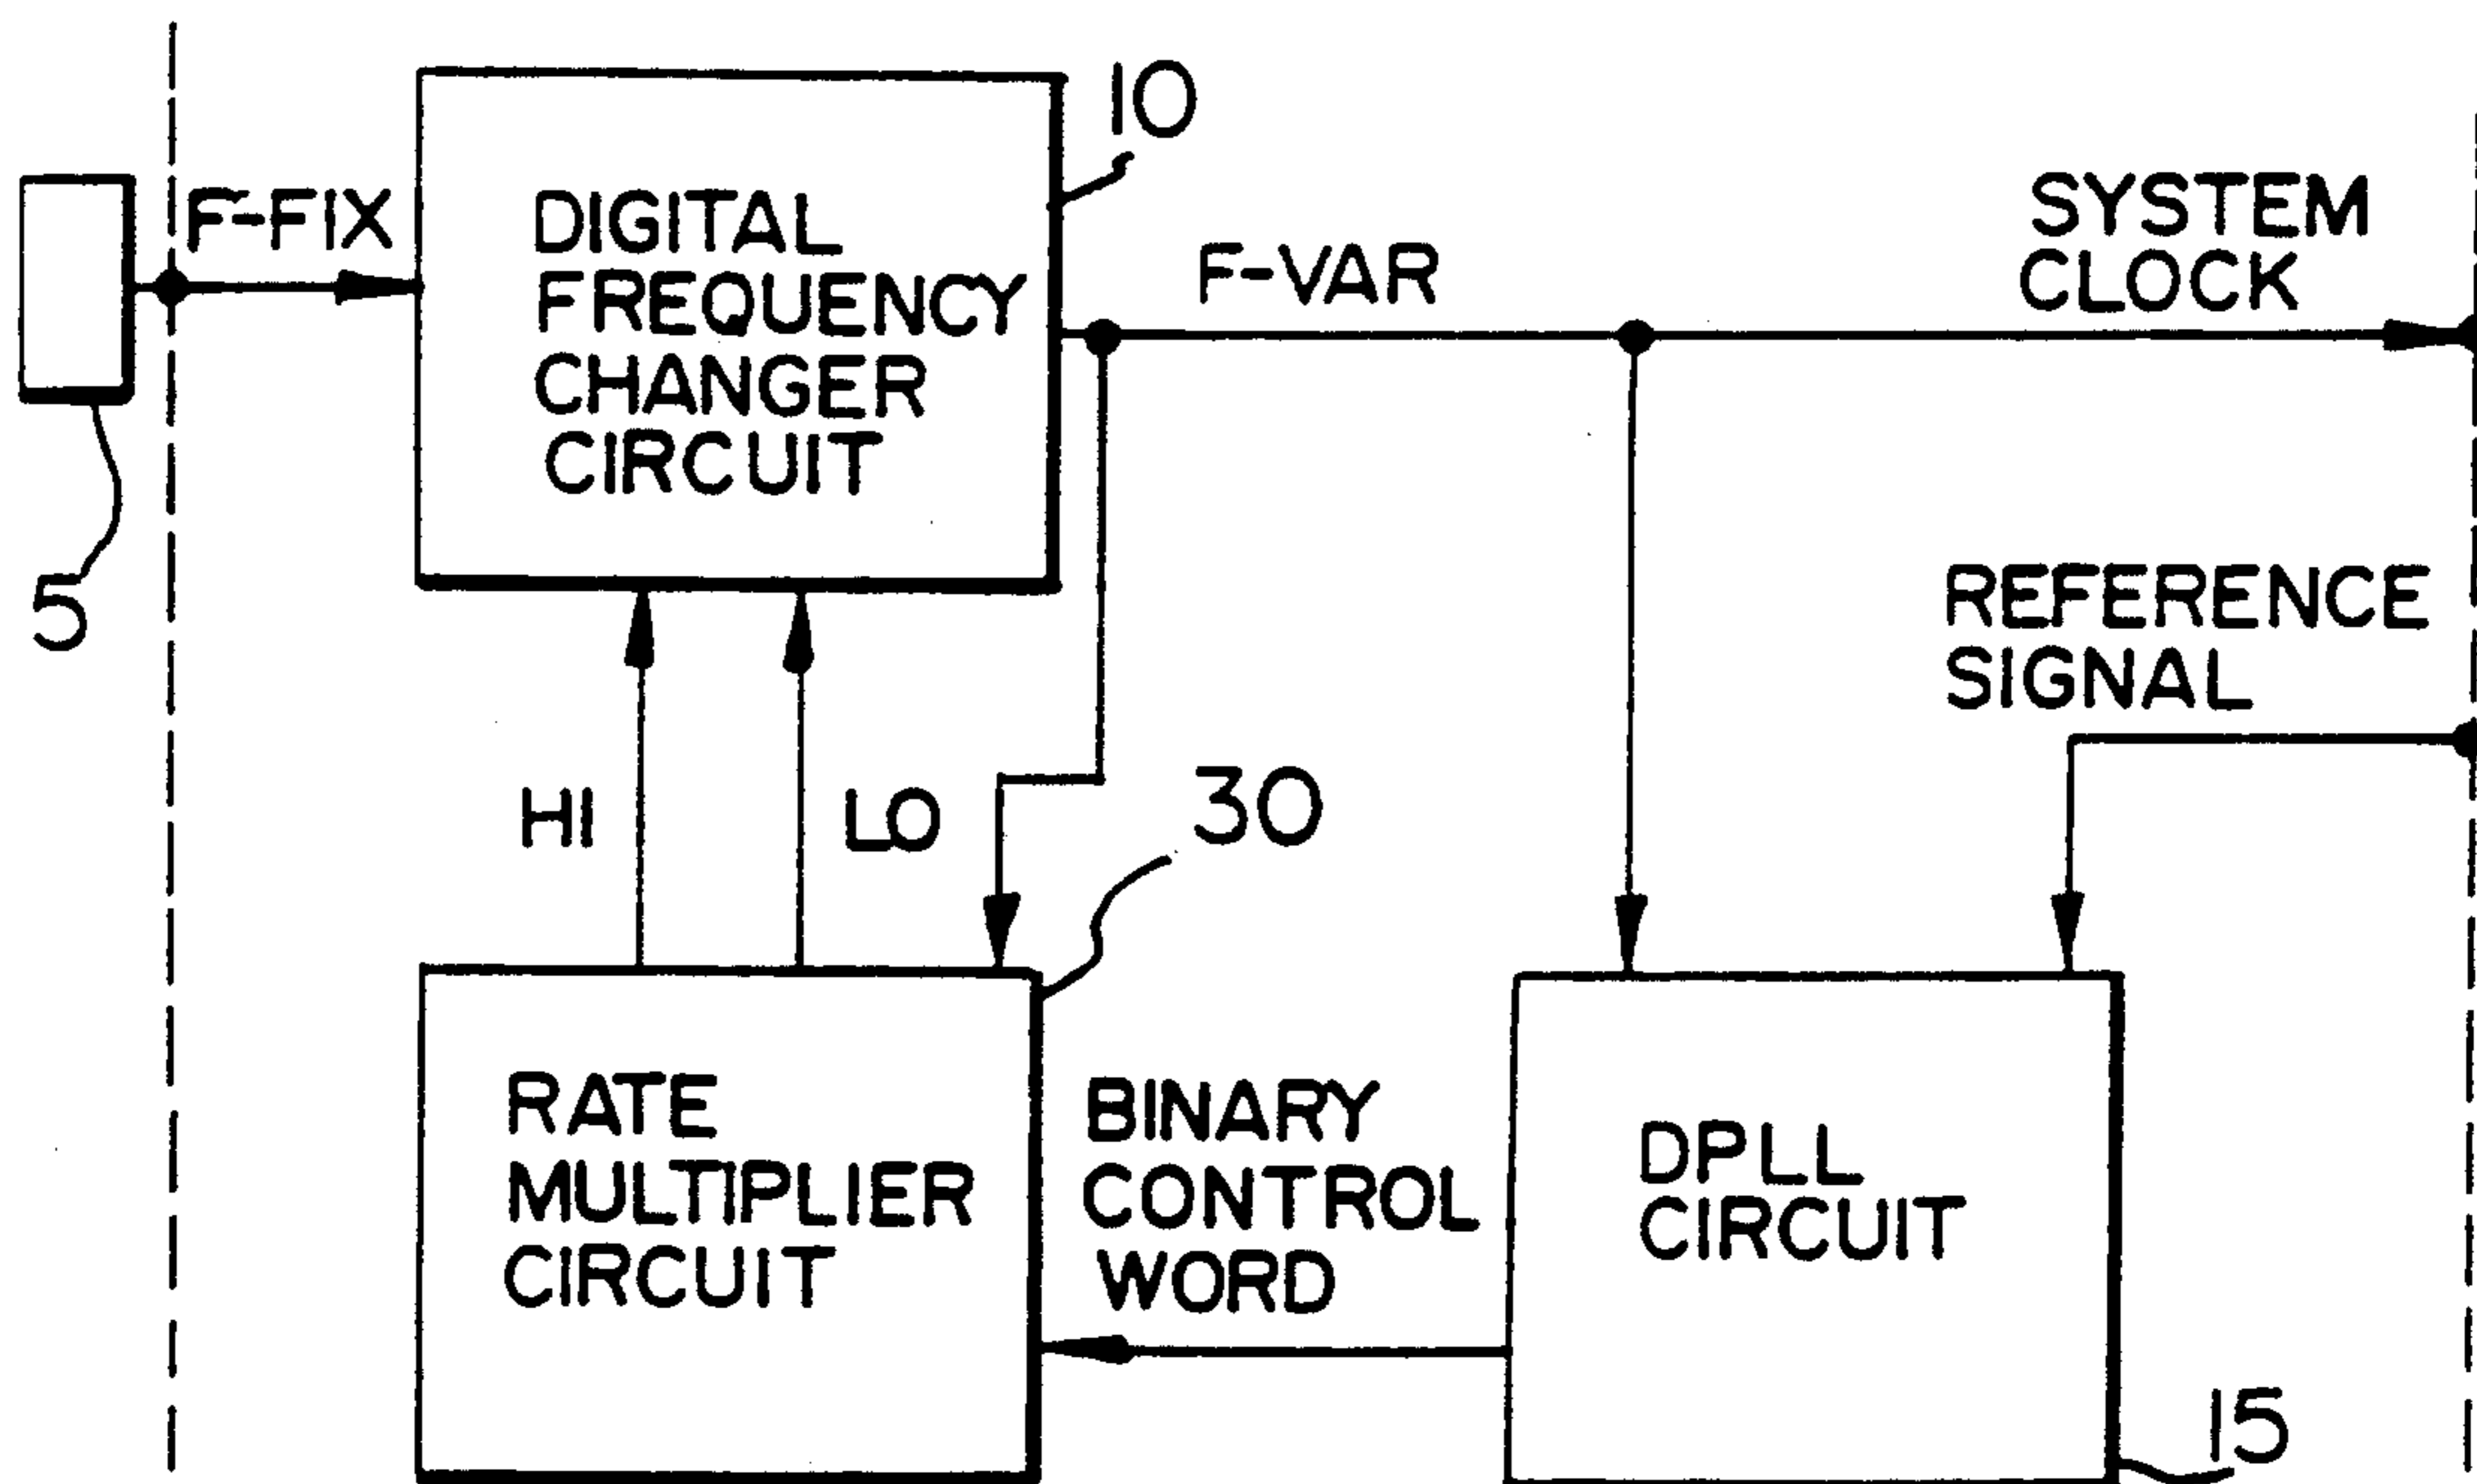 10
F-FIX
DIGITAL
FREQUENCY
CHANGER
CIRCUIT
F-VAR
SYSTEM
CLOCK
5
REFERENCE
SIGNAL
HI
LO
30
RATE
MULTIPLIER
CIRCUIT
BINARY
CONTROL
WORD
DPLL
CIRCUIT
15